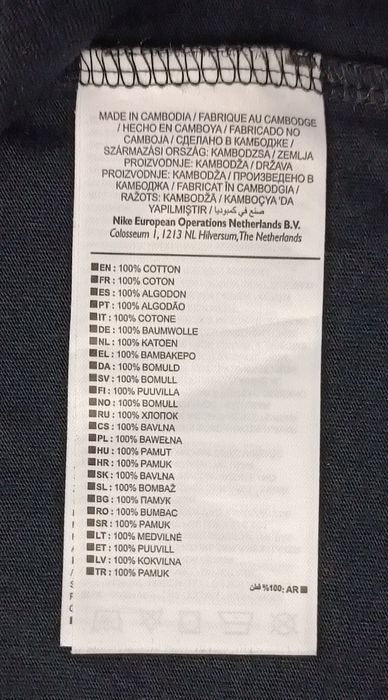 MADE IN CAMBODIA / FABRIQUE AU CAMBODGE
/ HECHO EN CAMBOYA / FABRICADO NO
CAMBOJA / СДЕЛАНО В КАМБОДЖЕ /
SZÁRMAZÁSI ORSZÁG: KAMBODZSA / ZEMLJA
PROIZVODNJE: KAMBODŽA / DRŽAVA
PROIZVODNJE: KAMBODŽA / ПРОИЗВЕДЕНО В
КАМБОДЖА / FABRICAT ÎN CAMBODGIA /
RAŽOTS: KAMBODŽĀ / KAMBOÇYA 'DA
YAPILMIŞTIR / صنع في كمبوديا
Nike European Operations Netherlands B.V.
Colosseum 1, 1213 NL Hilversum, The Netherlands
EN : 100% COTTON
FR : 100% COTON
ES : 100% ALGODON
PT : 100% ALGODÃO
IT : 100% COTONE
DE : 100% BAUMWOLLE
NL : 100% KATOEN
EL : 100% ΒΑΜΒΑΚΕΡΟ
DA : 100% BOMULD
SV : 100% BOMULL
FI : 100% PUUVILLA
NO : 100% BOMULL
RU : 100% ХЛОПОК
CS : 100% BAVLNA
PL : 100% BAWEŁNA
HU : 100% PAMUT
HR : 100% PAMUK
SK : 100% BAVLNA
SL : 100% BOMBAŽ
BG : 100% ПАМУК
RO : 100% BUMBAC
SR : 100% PAMUK
LT : 100% MEDVILNĖ
ET : 100% PUUVILL
LV : 100% KOKVILNA
TR : 100% PAMUK
قطن %100: AR